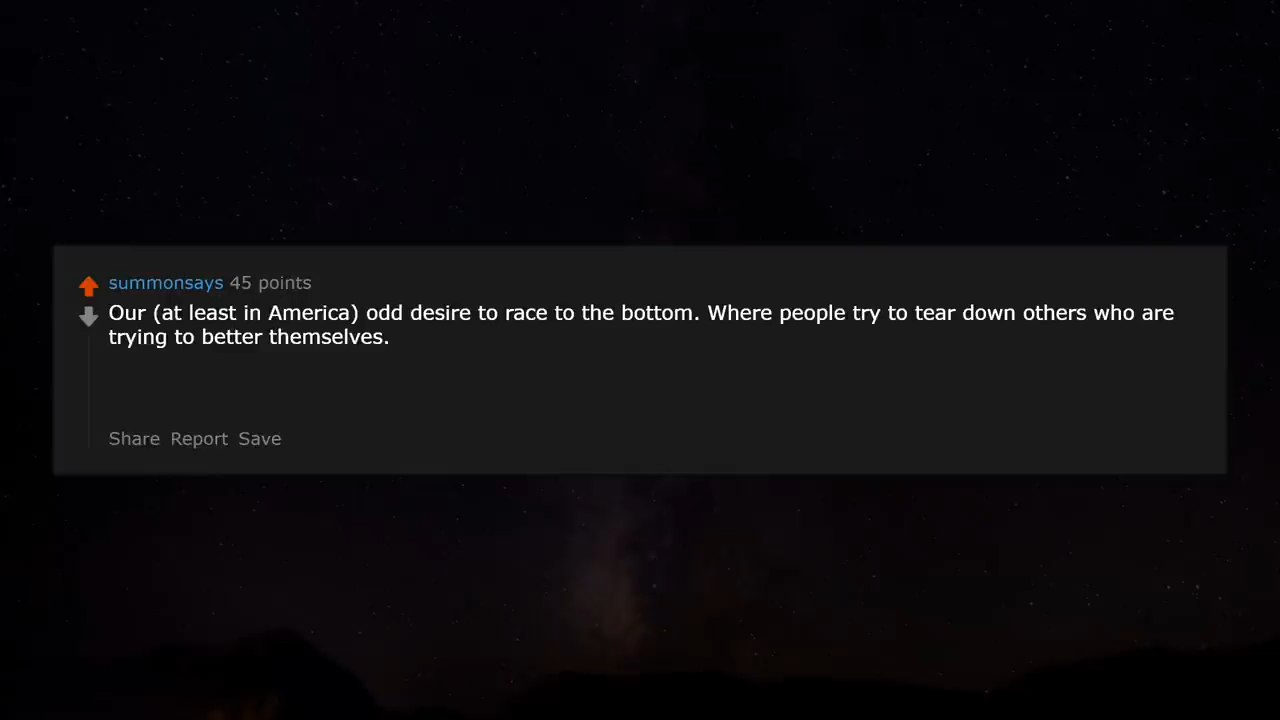 summonsays 45 points
Our (at least in America) odd desire to race to the bottom. Where people try to tear down others who are
trying to better themselves.
Share Report Save